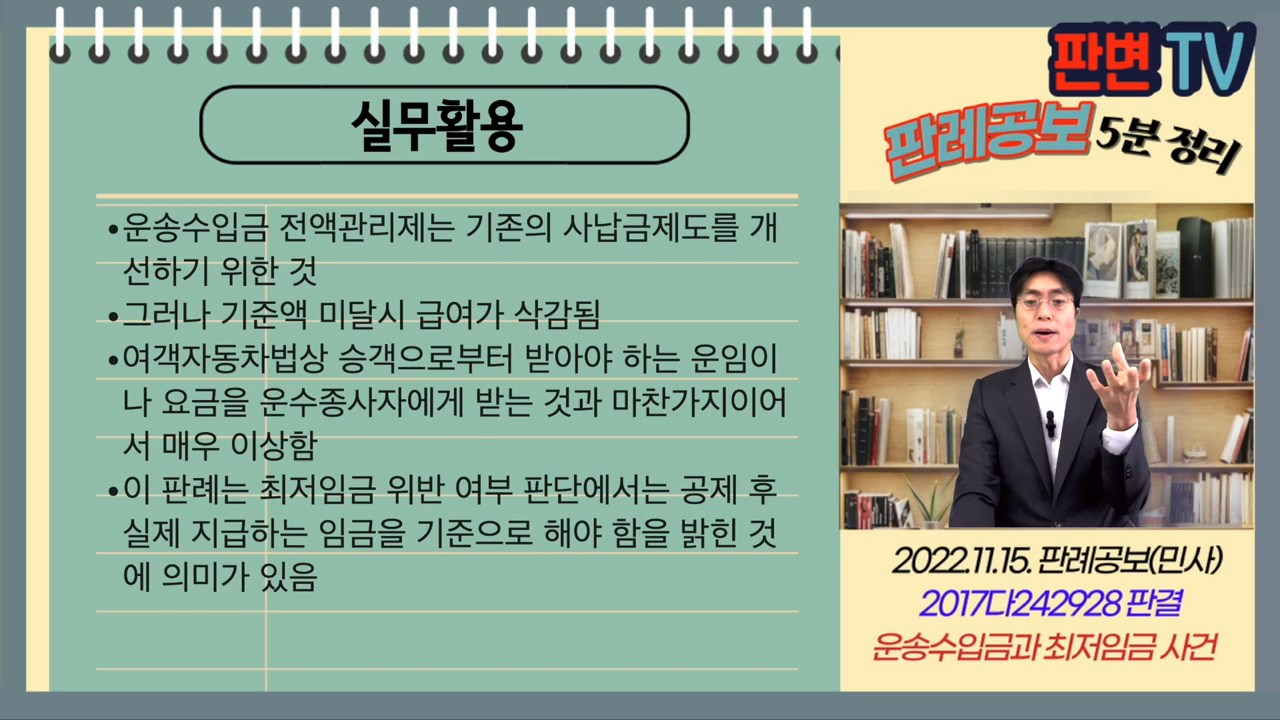 실무활용
•운송수입금 전액관리제는 기존의 사납금제도를 개
선하기 위한 것
•그러나 기준액 미달시 급여가 삭감됨
•여객자동차법상 승객으로부터 받아야 하는 운임이
나 요금을 운수종사자에게 받는 것과 마찬가지이어
서 매우 이상함
•이 판례는 최저임금 위반 여부 판단에서는 공제 후
실제 지급하는 임금을 기준으로 해야 함을 밝힌 것
에 의미가 있음
판변 TV
판례공보 5분 정리
2022.11.15. 판례공보(민사)
2017다242928 판결
운송수입금과 최저임금 사건